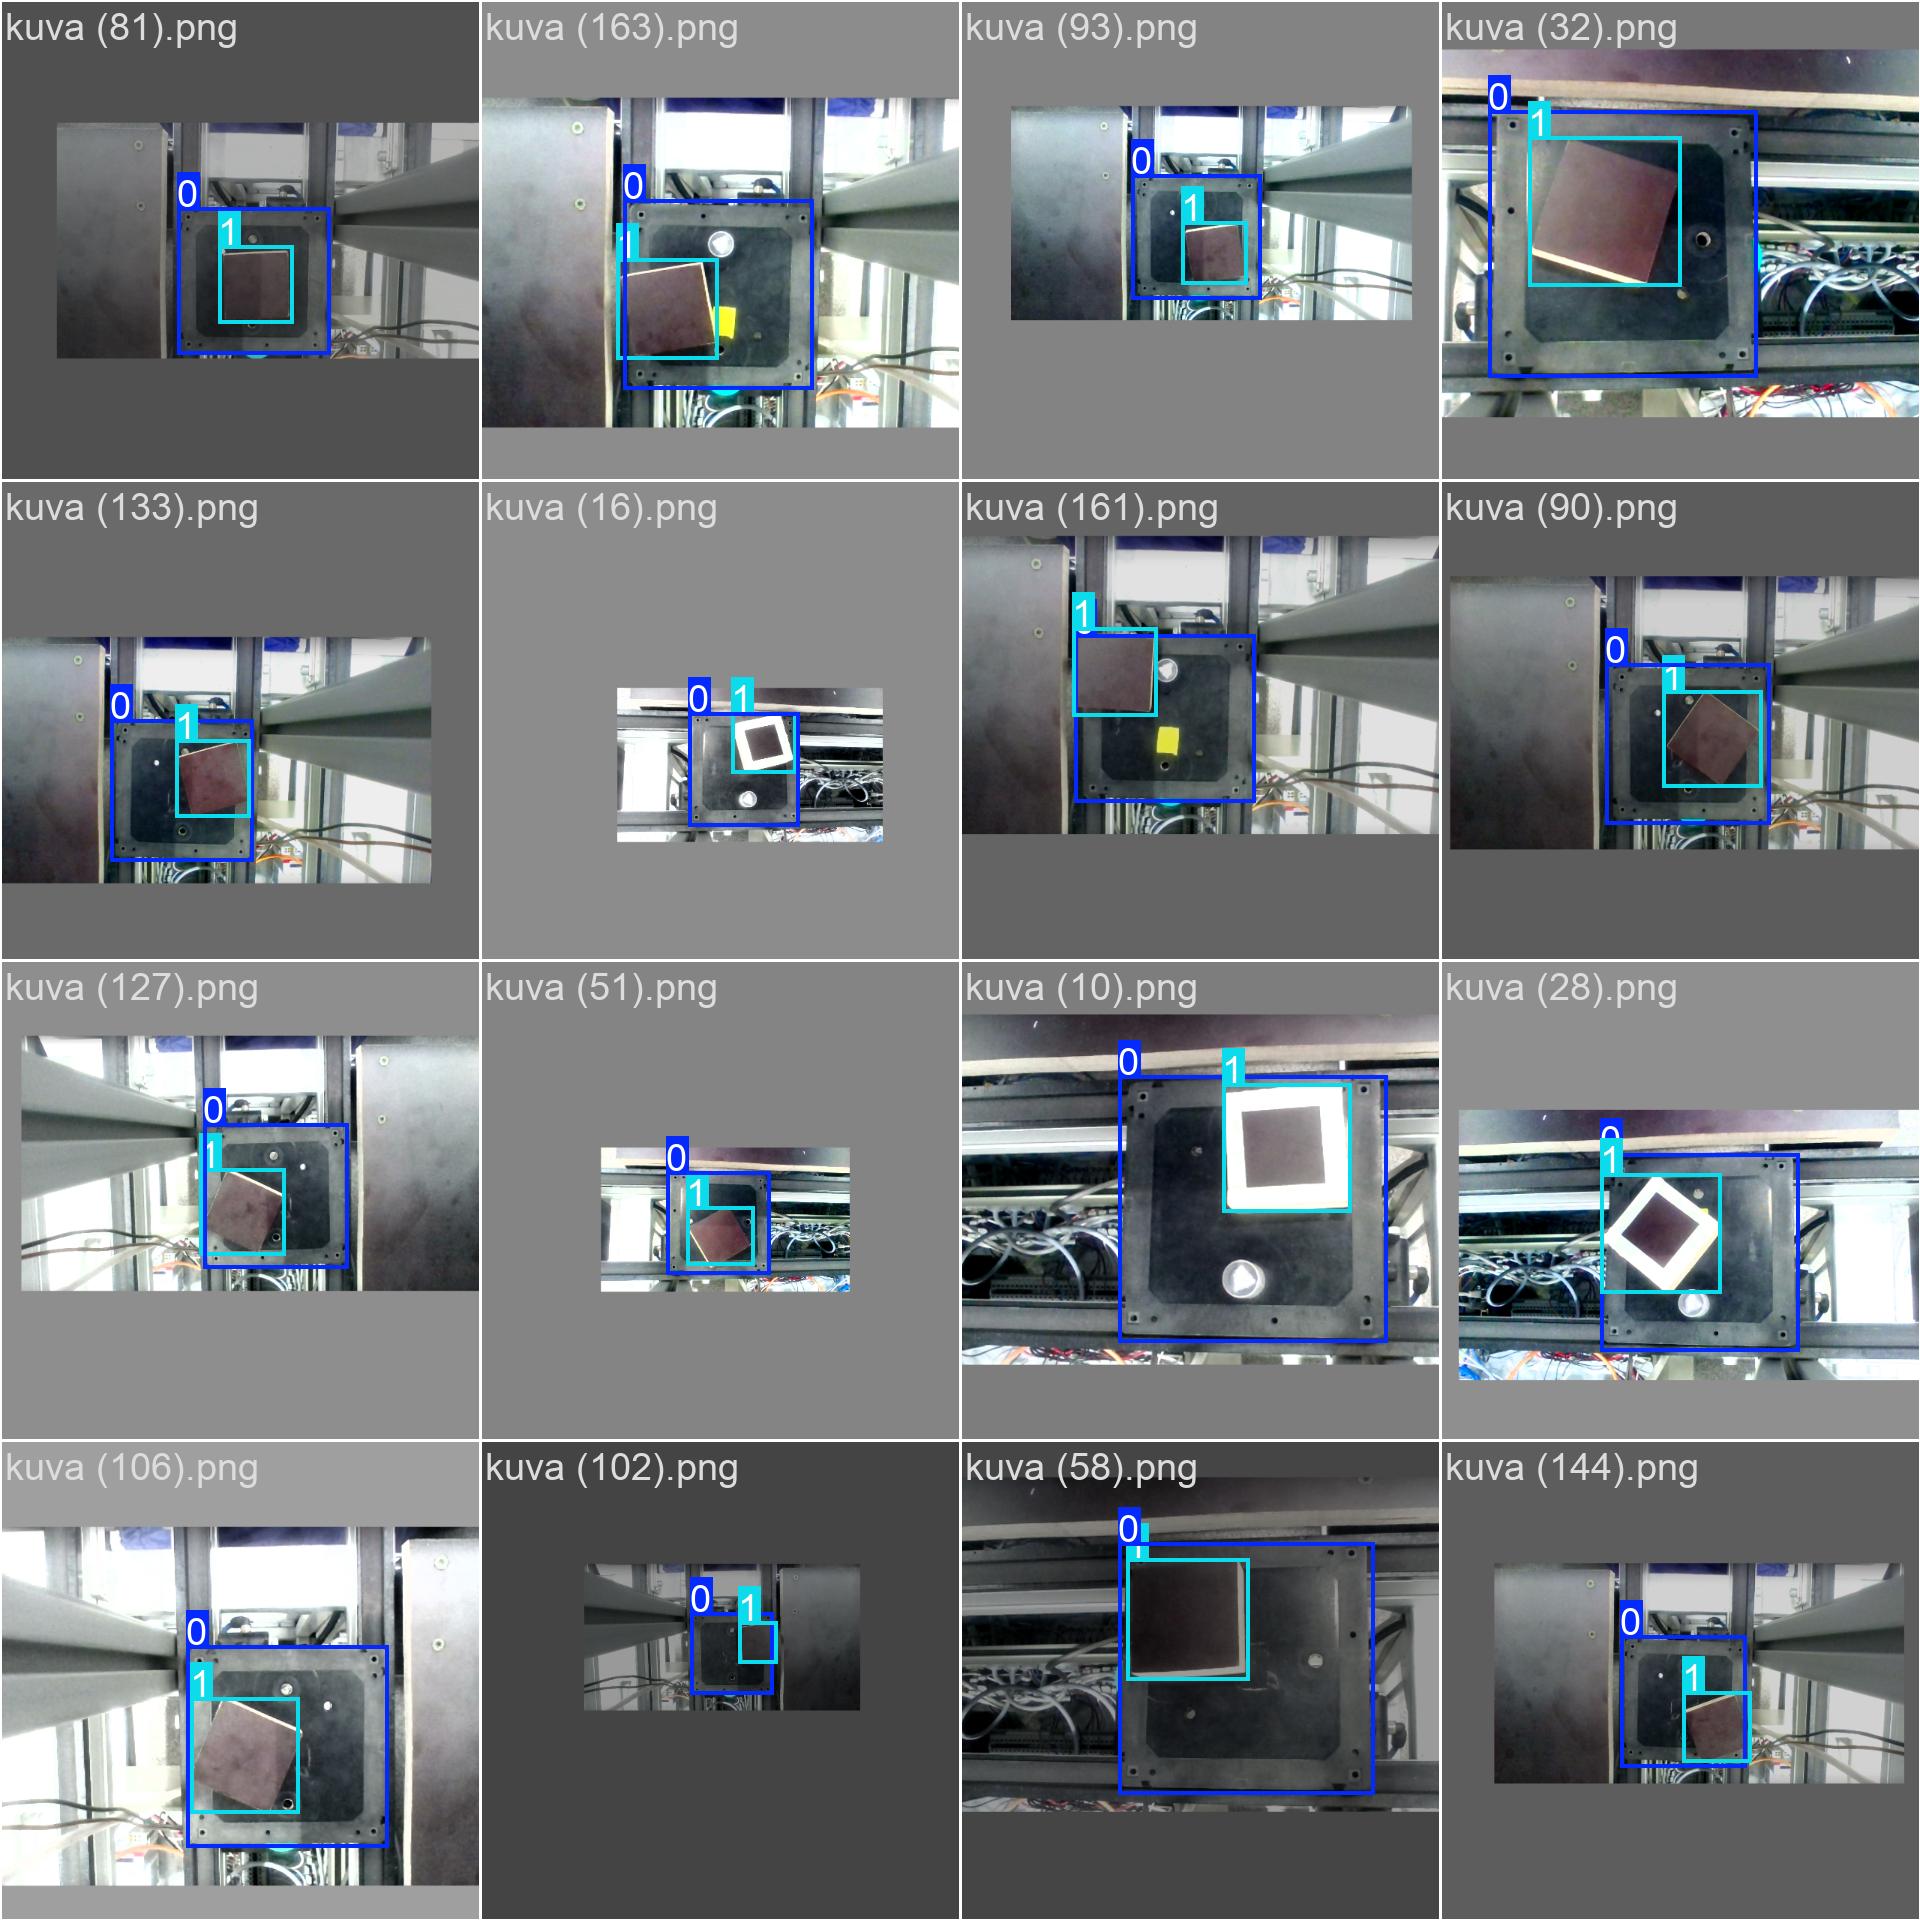 kuva (81).png
kuva (163).png
kuva (93).png
kuva (32).png
0
1
0
1
0
1
0
1
kuva (133).png
kuva (16).png
kuva (161).png
kuva (90).png
0
1
0
1
1
0
1
kuva (127).png
kuva (51).png
kuva (10).png
kuva (28).png
0
1
0
1
0
1
0
1
kuva (106).png
kuva (102).png
kuva (58).png
kuva (144).png
0
1
0
1
0
1
0
1